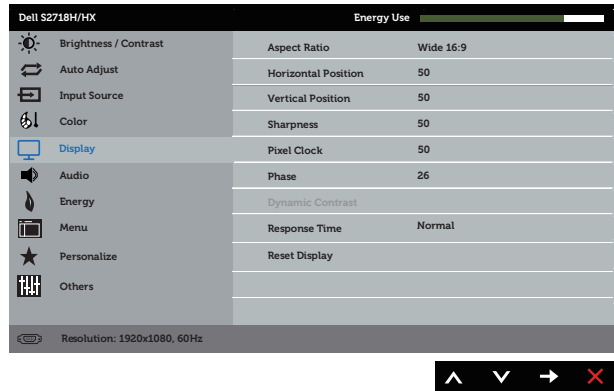 Dell S2718H/HX Energy Use
Brightness / Contrast
Auto Adjust
Input Source
Color
Display
Audio
Energy
Menu
Personalize
Others
Aspect Ratio Wide 16:9
Horizontal Position 50
Vertical Position 50
Sharpness 50
Pixel Clock 50
Phase 26
Dynamic Contrast
Response Time Normal
Reset Display
Resolution: 1920x1080, 60Hz